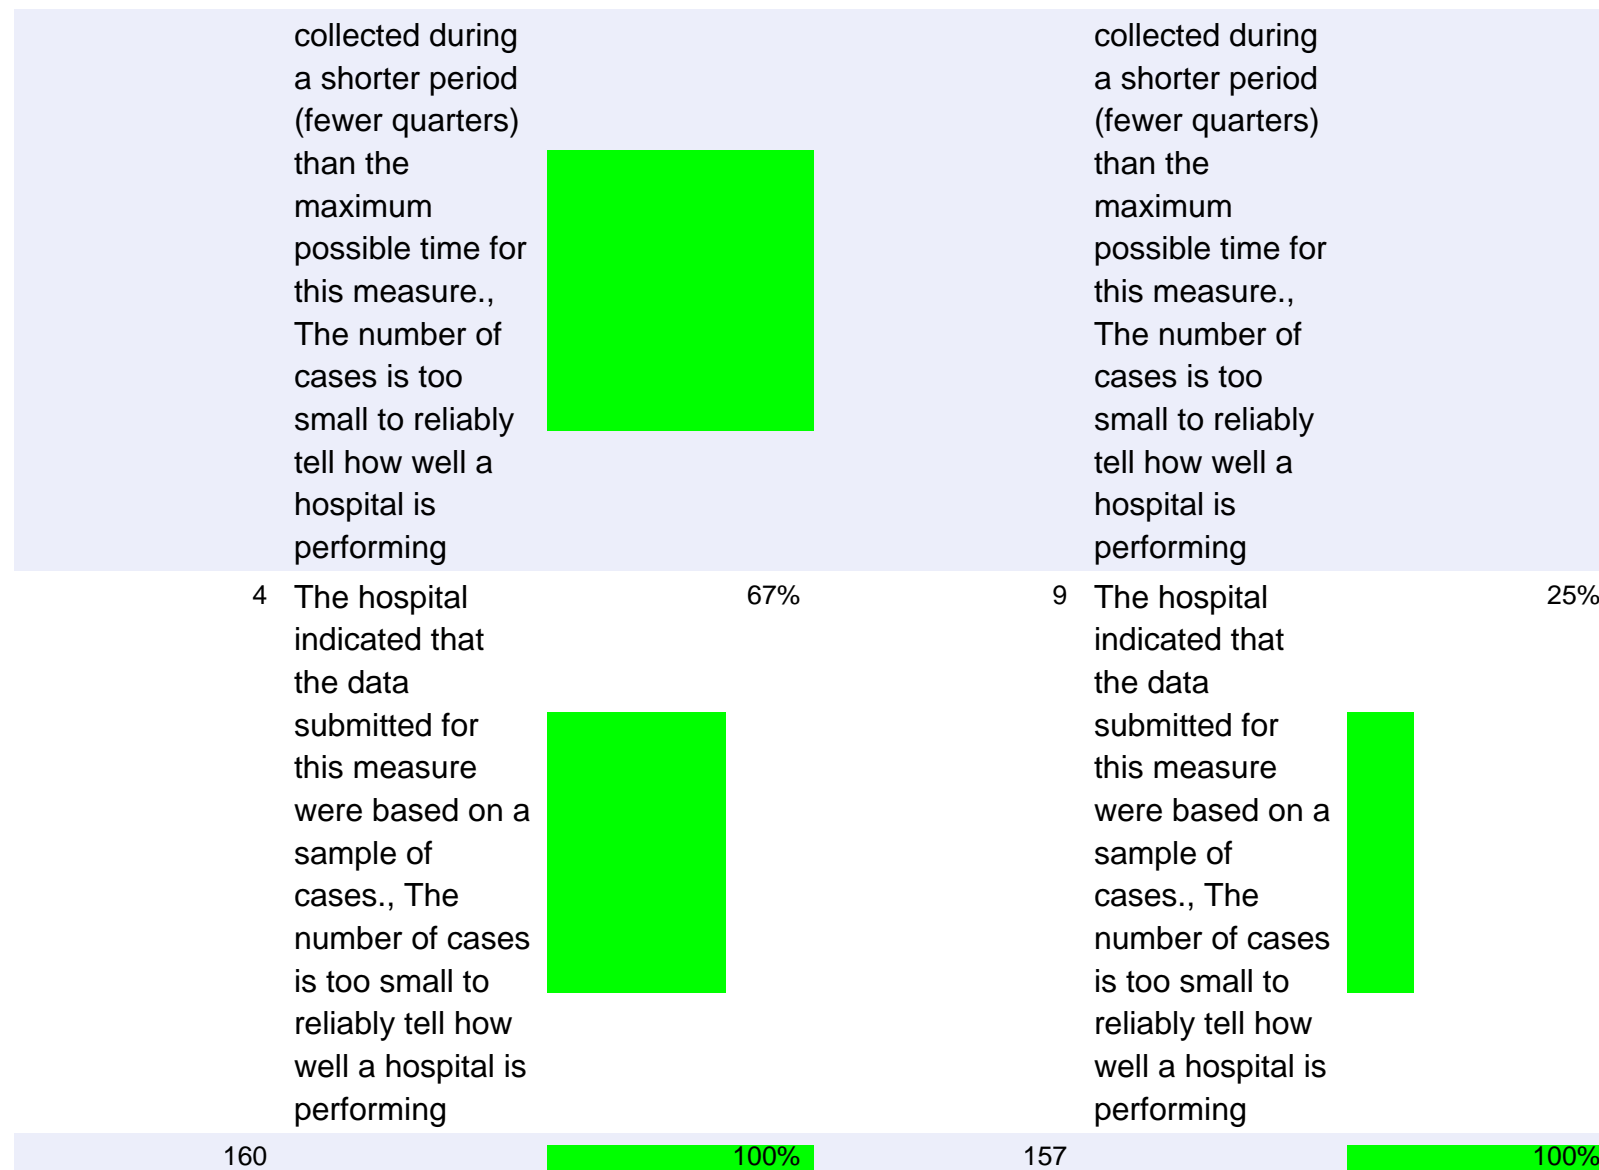 collected during
a shorter period
(fewer quarters)
than the
maximum
possible time for
this measure.,
The number of
cases is too
small to reliably
tell how well a
hospital is
performing
collected during
a shorter period
(fewer quarters)
than the
maximum
possible time for
this measure.,
The number of
cases is too
small to reliably
tell how well a
hospital is
performing
4 The hospital 67%
indicated that
the data
submitted for
this measure
were based on a
sample of
cases., The
number of cases
is too small to
reliably tell how
well a hospital is
performing
9 The hospital 25%
indicated that
the data
submitted for
this measure
were based on a
sample of
cases., The
number of cases
is too small to
reliably tell how
well a hospital is
performing
160 100% 157 100%